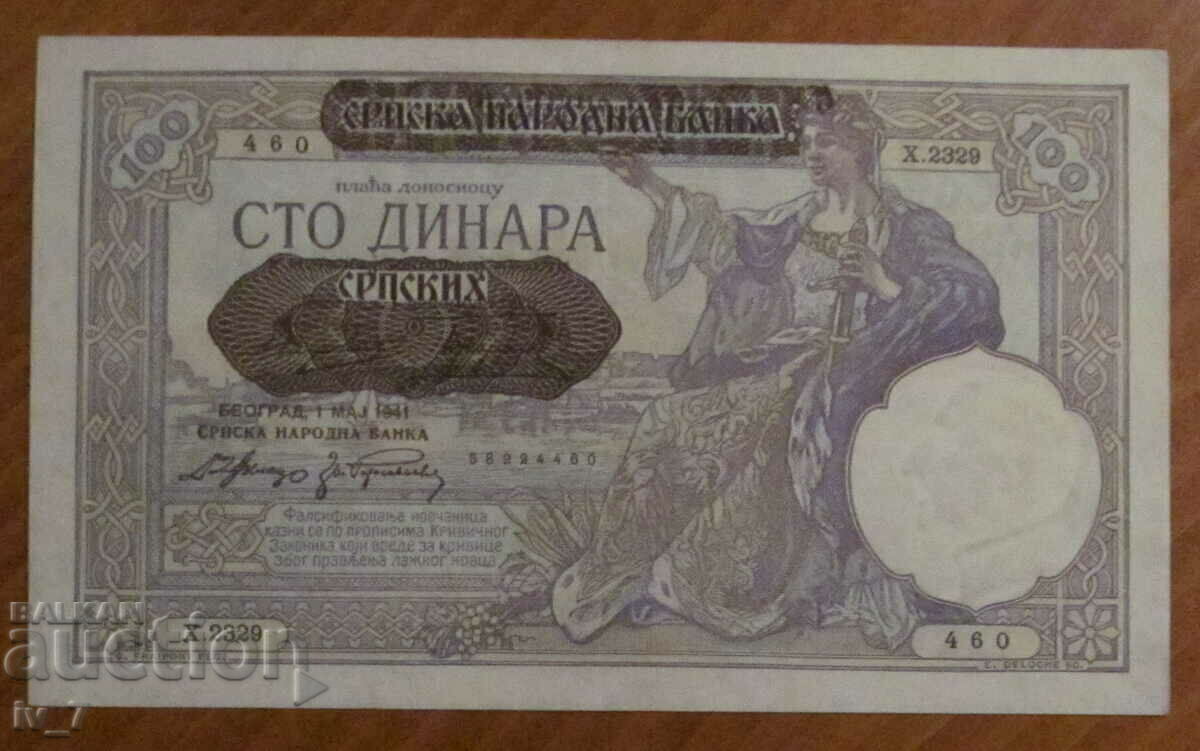 СРПСКА НАРОДНА БАНКА
100
100
460
X.2329
плаћа доносиоцу
СТО ДИНАРА
СРПСКИХ
БЕОГРАД, 1 МАЈ 1941
СРПСКА НАРОДНА БАНКА
58224460
Фалсификовање новчаница
казни се по прописима Кривичног
Законика који вреде за кривице
због прављења лажног новца
BALKAN
auction
X.2329
460
E. DELOCHE SC.
iv_7